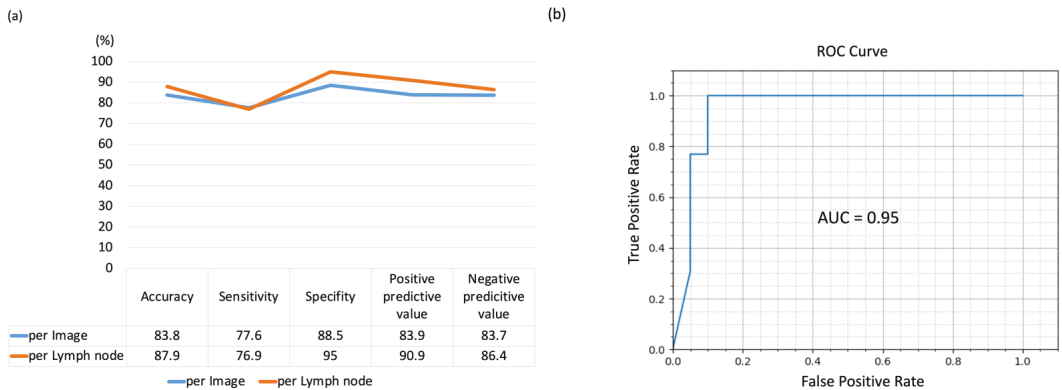 (a)
(%)
100
90
80
70
60
50
40
30
20
10
0
Accuracy Sensitivity Specifity Positive predictive value Negative predicitive value
per Image 83.8 77.6 88.5 83.9 83.7
per Lymph node 87.9 76.9 95 90.9 86.4
per Image per Lymph node
(b)
ROC Curve
True Positive Rate
1.0
0.8
0.6
0.4
0.2
0.0
AUC = 0.95
0.0 0.2 0.4 0.6 0.8 1.0
False Positive Rate